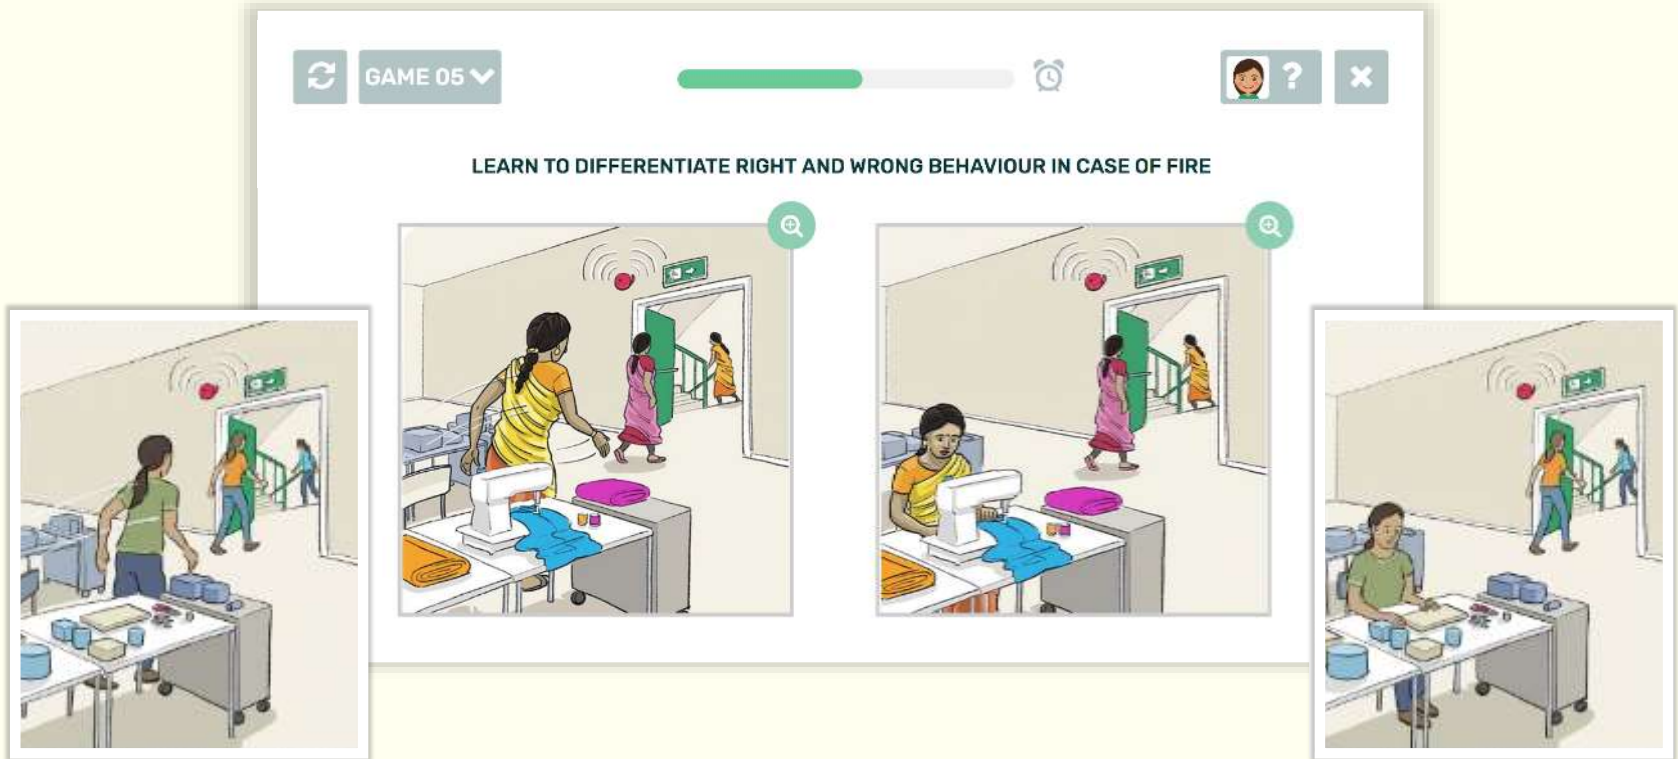 GAME 05
?
LEARN TO DIFFERENTIATE RIGHT AND WRONG BEHAVIOUR IN CASE OF FIRE